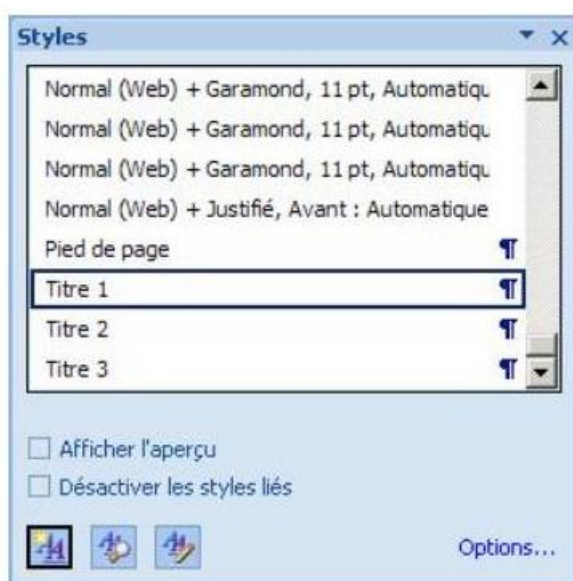 Styles
Normal (Web) + Garamond, 11 pt, Automatiqu
Normal (Web) + Garamond, 11 pt, Automatiqu
Normal (Web) + Garamond, 11 pt, Automatiqu
Normal (Web) + Justifié, Avant : Automatique
Pied de page ¶
Titre 1 ¶
Titre 2 ¶
Titre 3 ¶
Afficher l'aperçu
Désactiver les styles liés
Options...